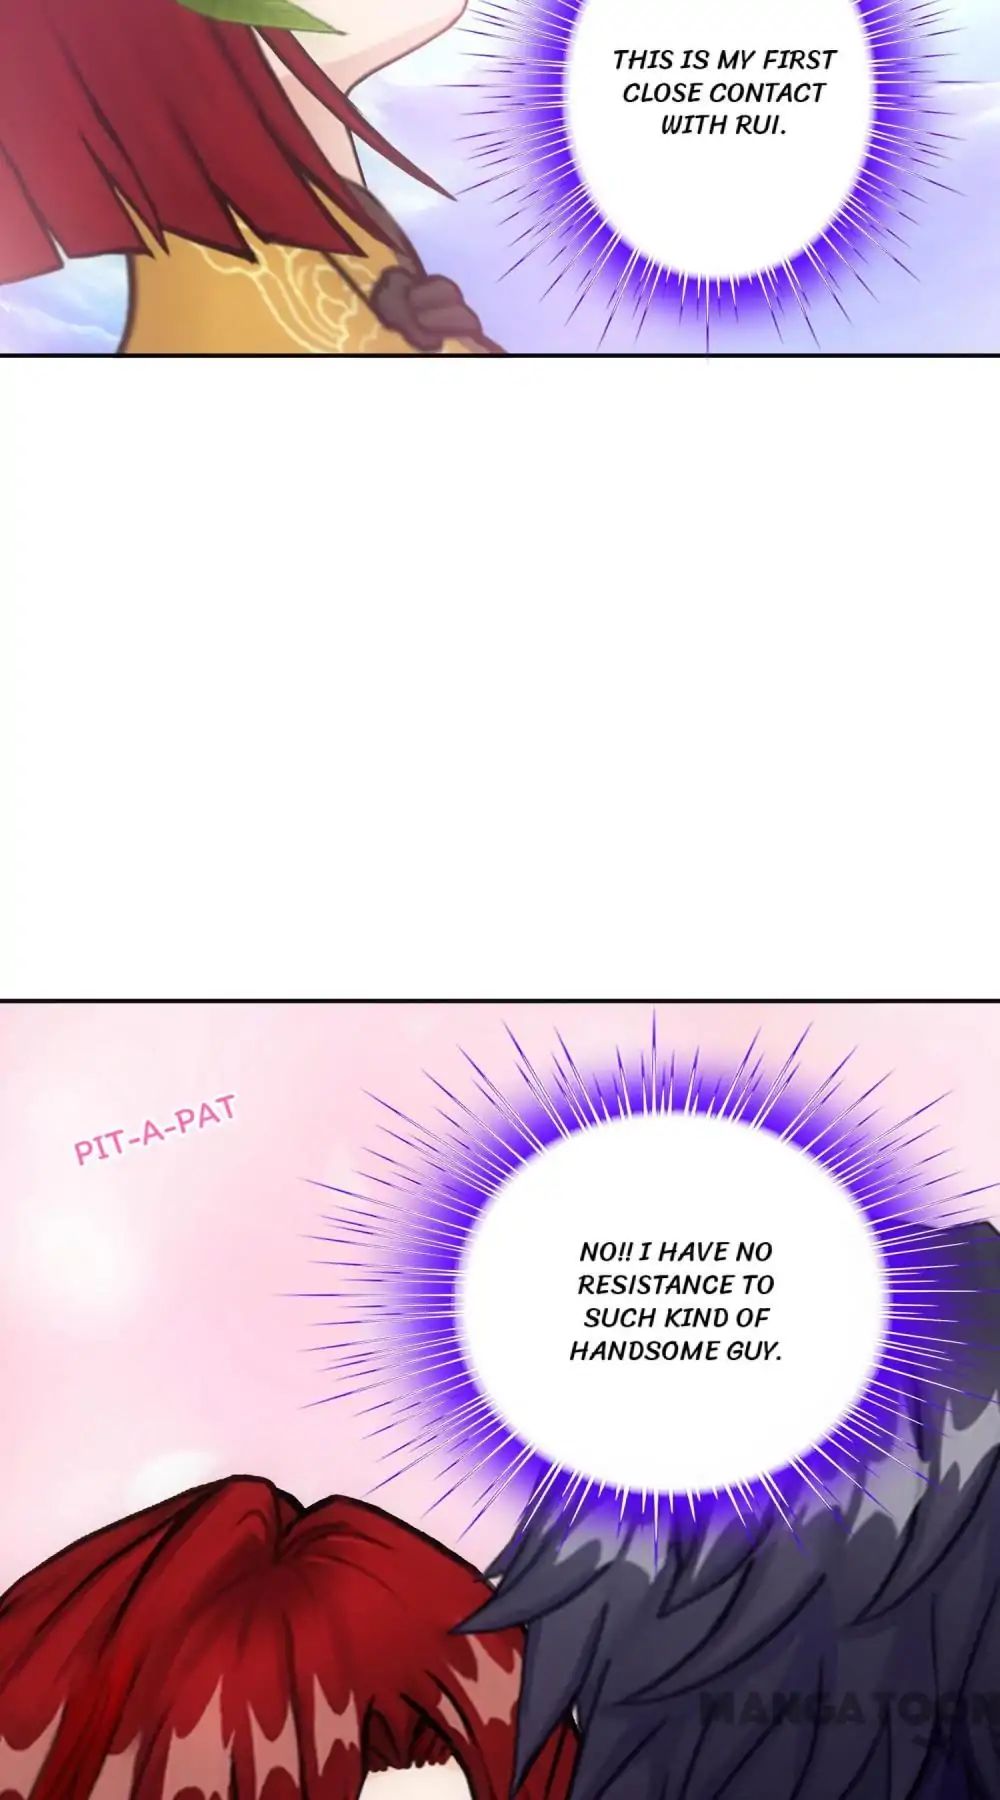 THIS IS MY FIRST
CLOSE CONTACT
WITH RUI.
PIT-A-PAT
NO!! I HAVE NO
RESISTANCE TO
SUCH KIND OF
HANDSOME GUY.
MANGATOON